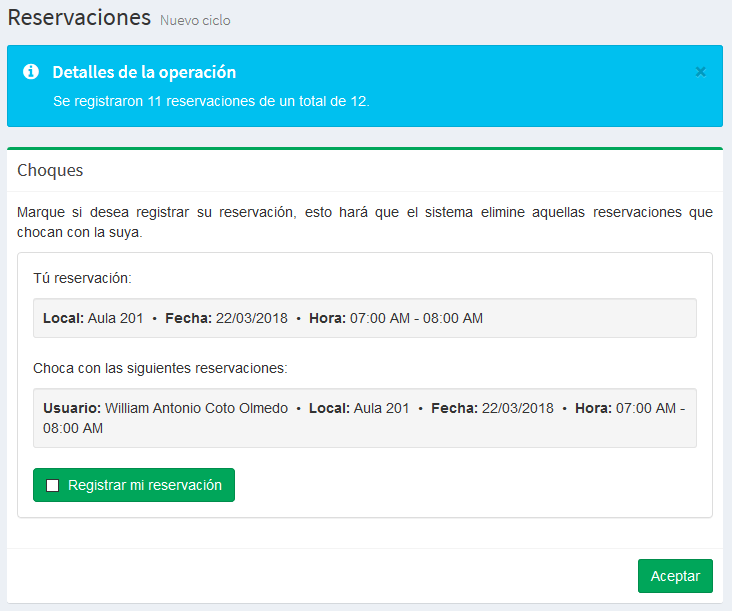 Reservaciones Nuevo ciclo
Detalles de la operación ×
Se registraron 11 reservaciones de un total de 12.
Choques
Marque si desea registrar su reservación, esto hará que el sistema elimine aquellas reservaciones que
chocan con la suya.
Tú reservación:
Local: Aula 201 • Fecha: 22/03/2018 • Hora: 07:00 AM - 08:00 AM
Choca con las siguientes reservaciones:
Usuario: William Antonio Coto Olmedo • Local: Aula 201 • Fecha: 22/03/2018 • Hora: 07:00 AM -
08:00 AM
Registrar mi reservación
Aceptar